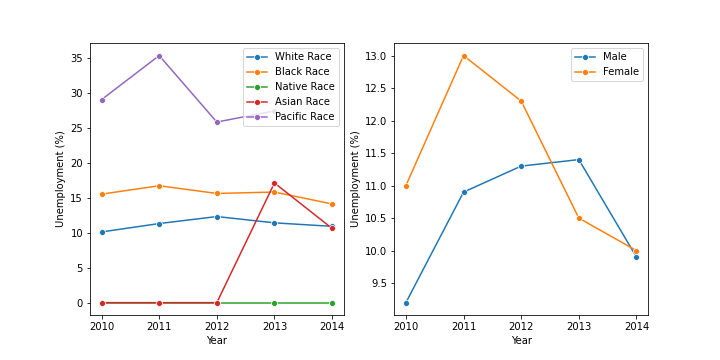 White Race
Black Race
Native Race
Asian Race
Pacific Race
35
30
25
20
15
10
5
0
Unemployment (%)
2010 2011 2012 2013 2014
Year
Male
Female
13.0
12.5
12.0
11.5
11.0
10.5
10.0
9.5
Unemployment (%)
2010 2011 2012 2013 2014
Year